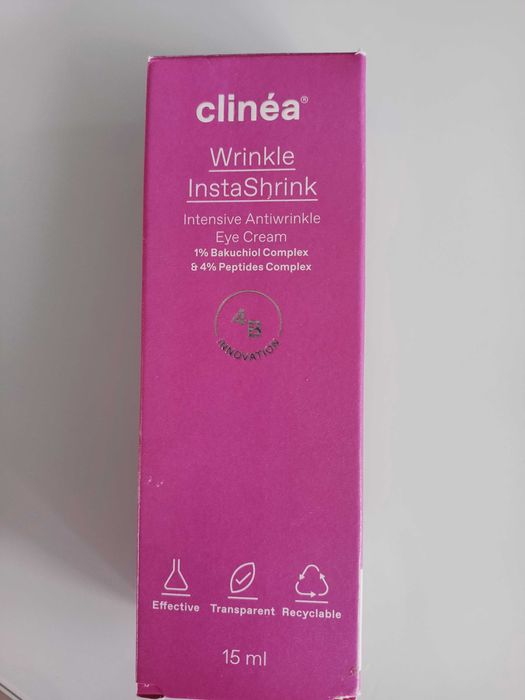 clinéa®
Wrinkle
InstaShrink
Intensive Antiwrinkle
Eye Cream
1% Bakuchiol Complex
& 4% Peptides Complex
INNOVATION
Effective
Transparent
Recyclable
15 ml